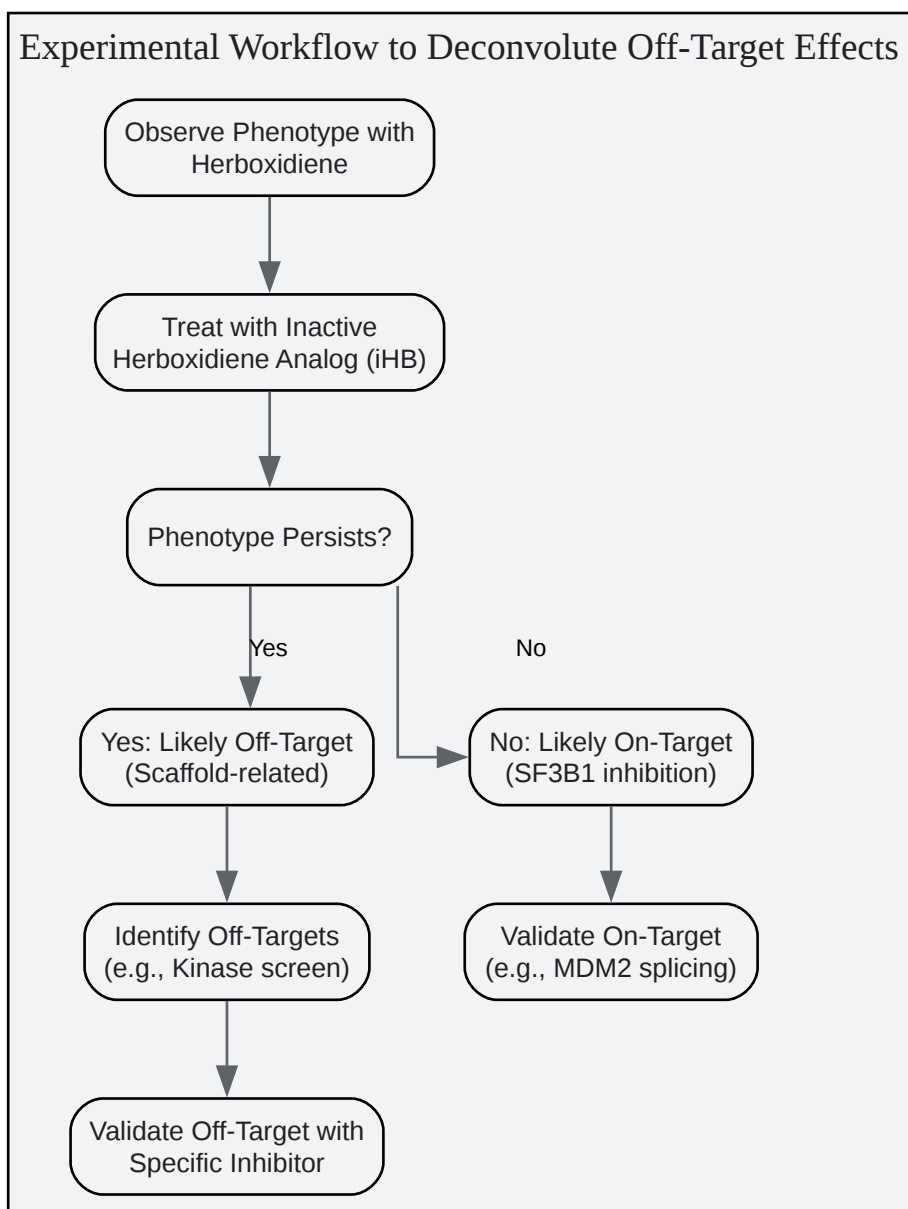 Experimental Workflow to Deconvolute Off-Target Effects
Observe Phenotype with
Herboxidiene
Treat with Inactive
Herboxidiene Analog (iHB)
Phenotype Persists?
Yes
No
Yes: Likely Off-Target
(Scaffold-related)
No: Likely On-Target
(SF3B1 inhibition)
Identify Off-Targets
(e.g., Kinase screen)
Validate On-Target
(e.g., MDM2 splicing)
Validate Off-Target with
Specific Inhibitor